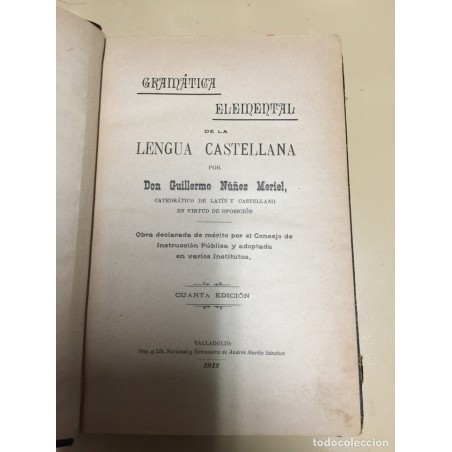 GRAMÁTICA
ELEMENTAL
DE LA
LENGUA CASTELLANA
POR
Don Guillermo Núñez Meriel,
CATEDRÁTICO DE LATÍN Y CASTELLANO
EN VIRTUD DE OPOSICIÓN
Obra declarada de mérito por el Consejo de
Instrucción Pública y adoptada
en varios Institutos.
CUARTA EDICIÓN
VALLADOLID:
Imp. y Lib. Nacional y Extranjera de Andrés Martín Sánchez
1912
todocoleccion